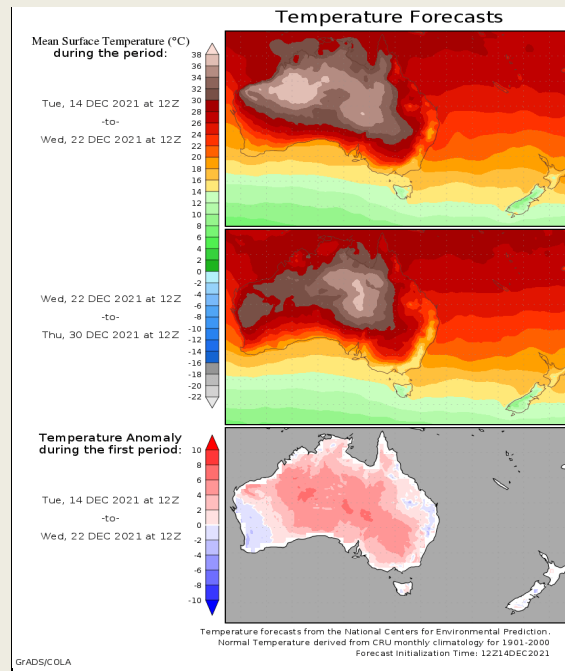 Temperature Forecasts
Mean Surface Temperature (°C)
during the period:
Tue, 14 DEC 2021 at 12Z
-to-
Wed, 22 DEC 2021 at 12Z
38
36
34
32
30
28
26
24
22
20
18
16
14
12
10
8
6
4
2
0
-2
-4
-6
-8
-10
-12
-14
-16
-18
-20
-22
Wed, 22 DEC 2021 at 12Z
-to-
Thu, 30 DEC 2021 at 12Z
Temperature Anomaly
during the first period:
Tue, 14 DEC 2021 at 12Z
-to-
Wed, 22 DEC 2021 at 12Z
10
8
6
4
2
0
-2
-4
-6
-8
-10
Temperature forecasts from the National Centers for Environmental Prediction.
Normal Temperature derived from CRU monthly climatology for 1901-2000
Forecast Initialization Time: 12Z14DEC2021
GrADS/COLA